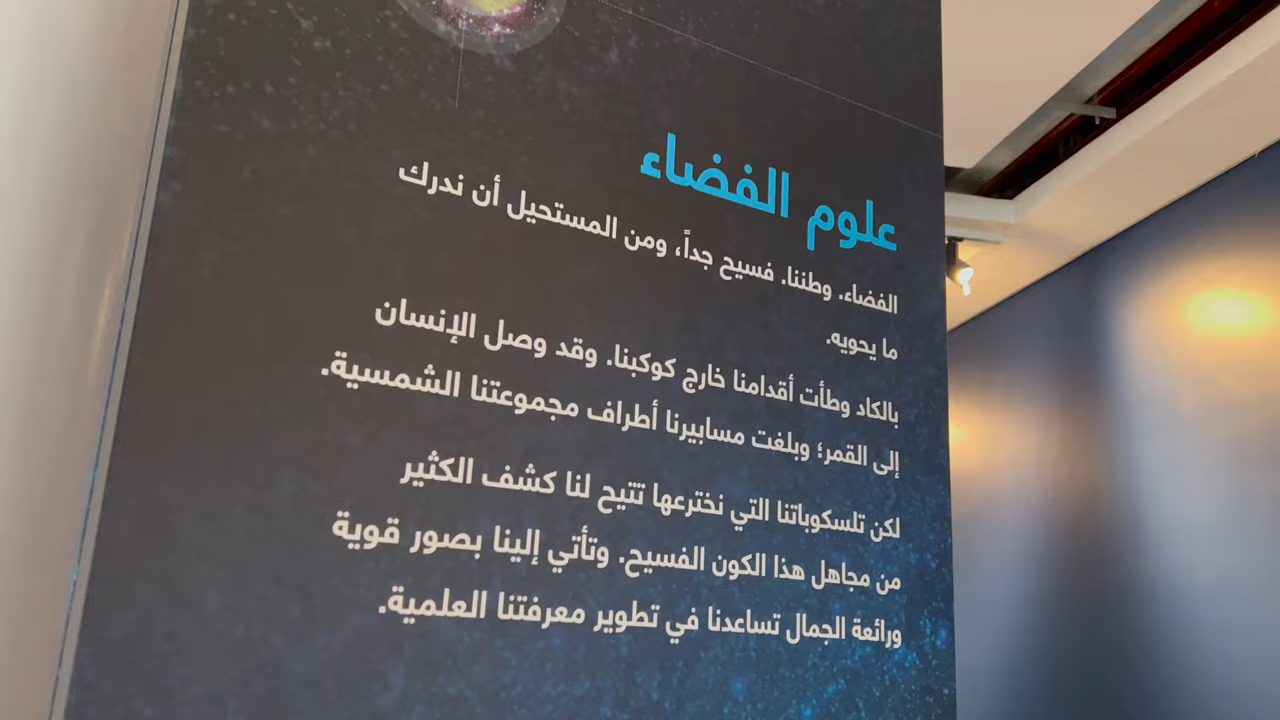 علوم الفضاء
الفضاء. وطننا. فسيح جداً، ومن المستحيل أن ندرك
ما يحويه.
بالكاد وطأت أقدامنا خارج كوكبنا. وقد وصل الإنسان
إلى القمر؛ وبلغت مسابيرنا أطراف مجموعتنا الشمسية.
لكن تلسكوباتنا التي نخترعها تتيح لنا كشف الكثير
من مجاهل هذا الكون الفسيح. وتأتي إلينا بصور قوية
ورائعة الجمال تساعدنا في تطوير معرفتنا العلمية.